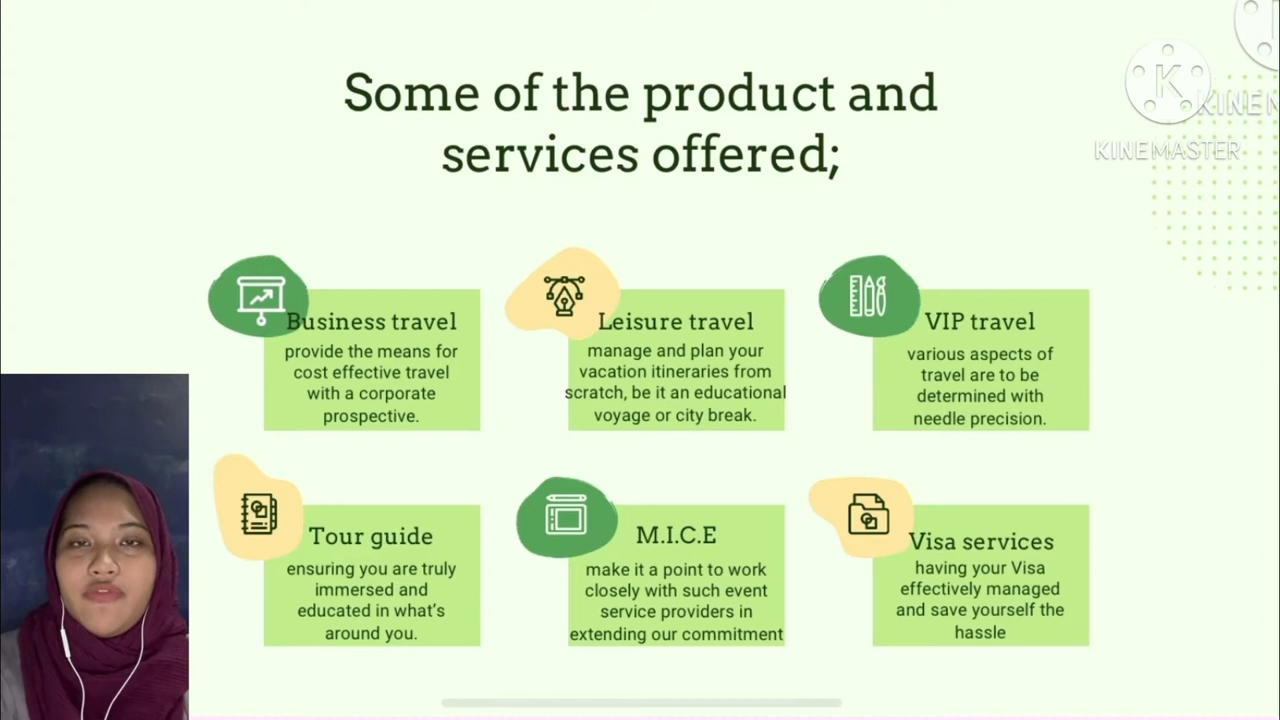 Some of the product and
services offered;
K
KINEMASTER
KINEM
Business travel
provide the means for
cost effective travel
with a corporate
prospective.
Leisure travel
manage and plan your
vacation itineraries from
scratch, be it an educational
voyage or city break.
VIP travel
various aspects of
travel are to be
determined with
needle precision.
Tour guide
ensuring you are truly
immersed and
educated in what's
around you.
M.I.C.E
make it a point to work
closely with such event
service providers in
extending our commitment
Visa services
having your Visa
effectively managed
and save yourself the
hassle